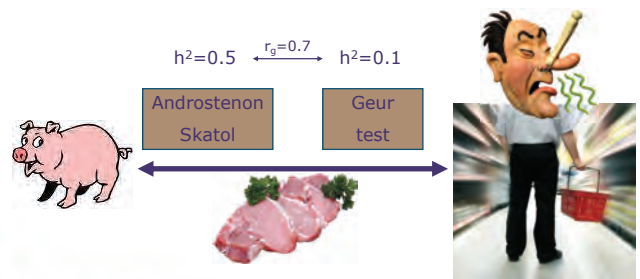 h²=0.5 r_g=0.7 h²=0.1
Androstenon
Skatol
Geur
test